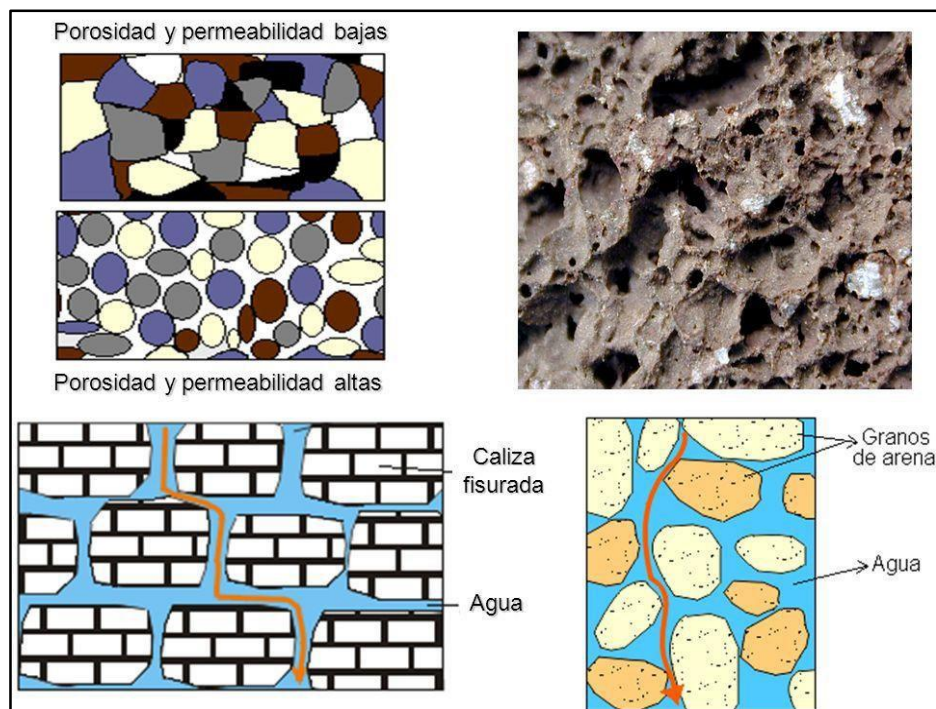 Porosidad y permeabilidad bajas
Porosidad y permeabilidad altas
Caliza
fisurada
Agua
Granos
de arena
Agua